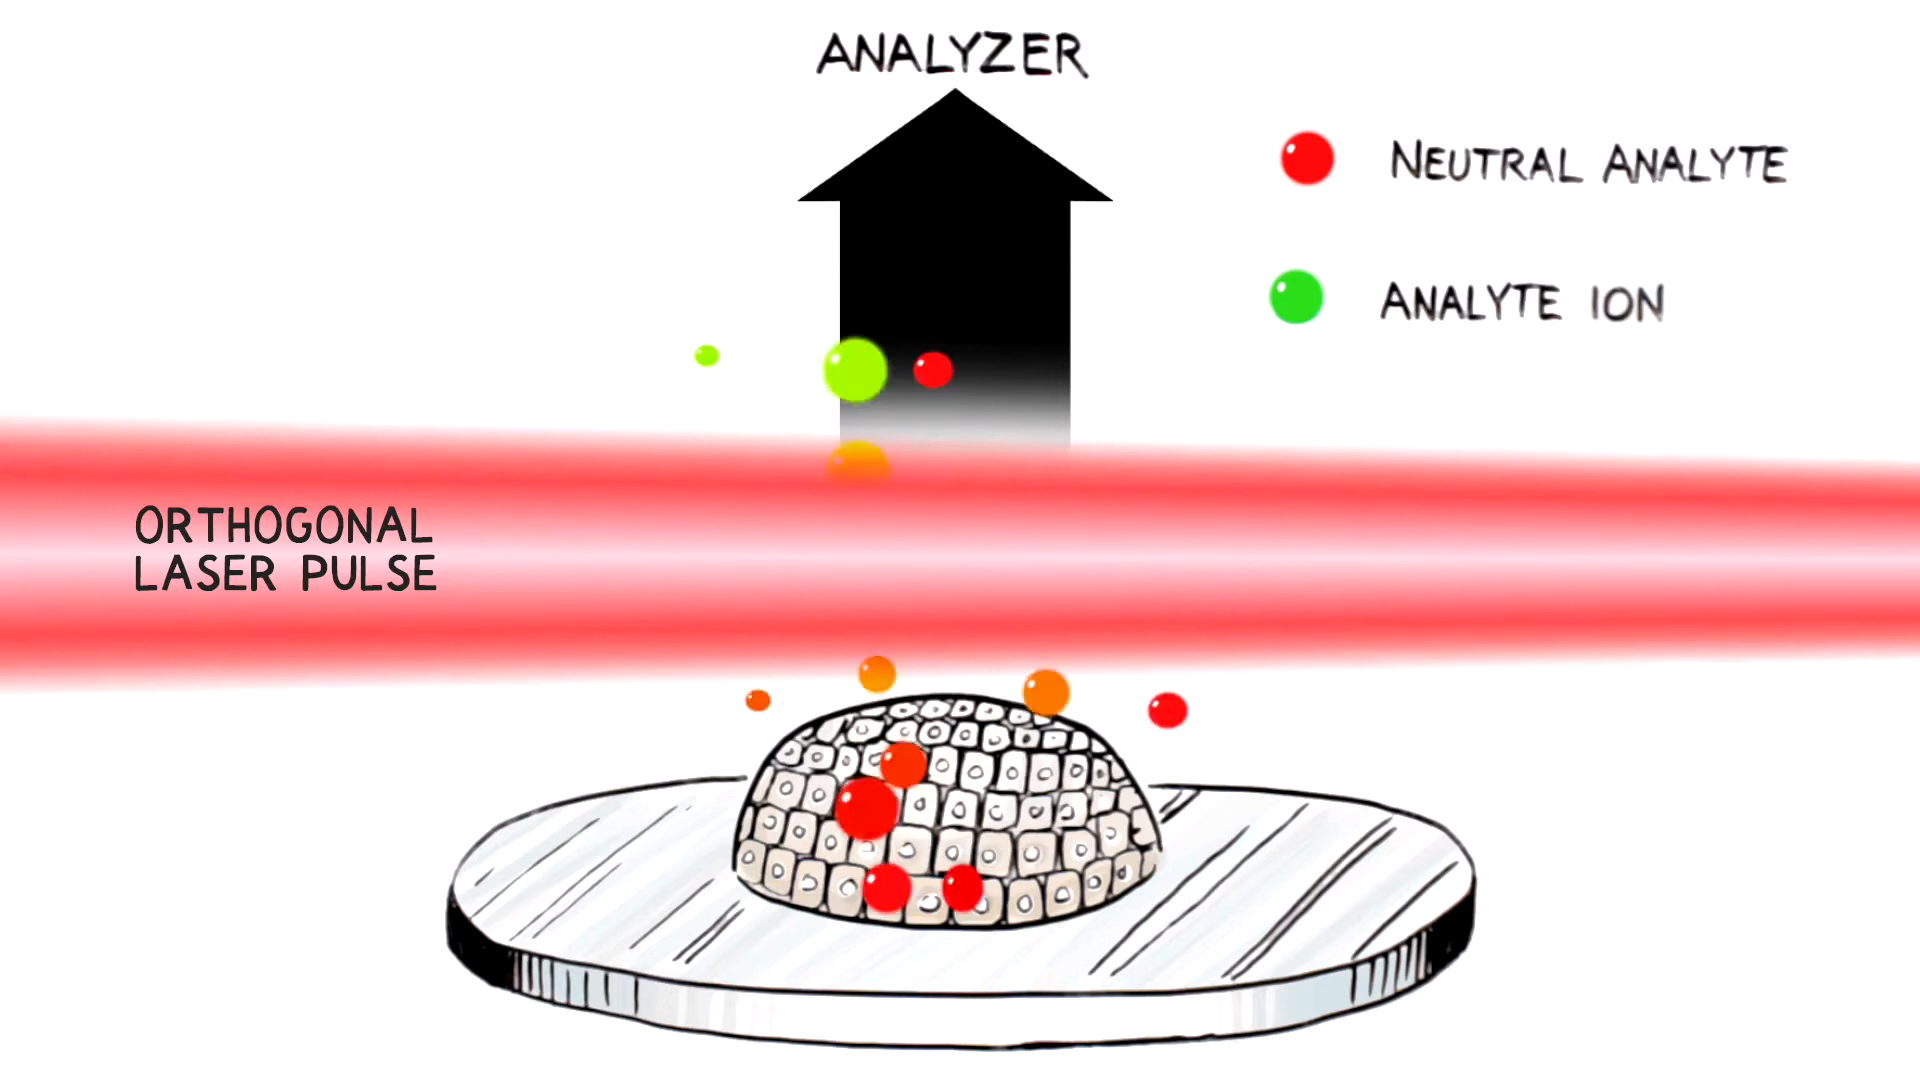 ANALYZER
NEUTRAL ANALYTE
ANALYTE ION
ORTHOGONAL
LASER PULSE